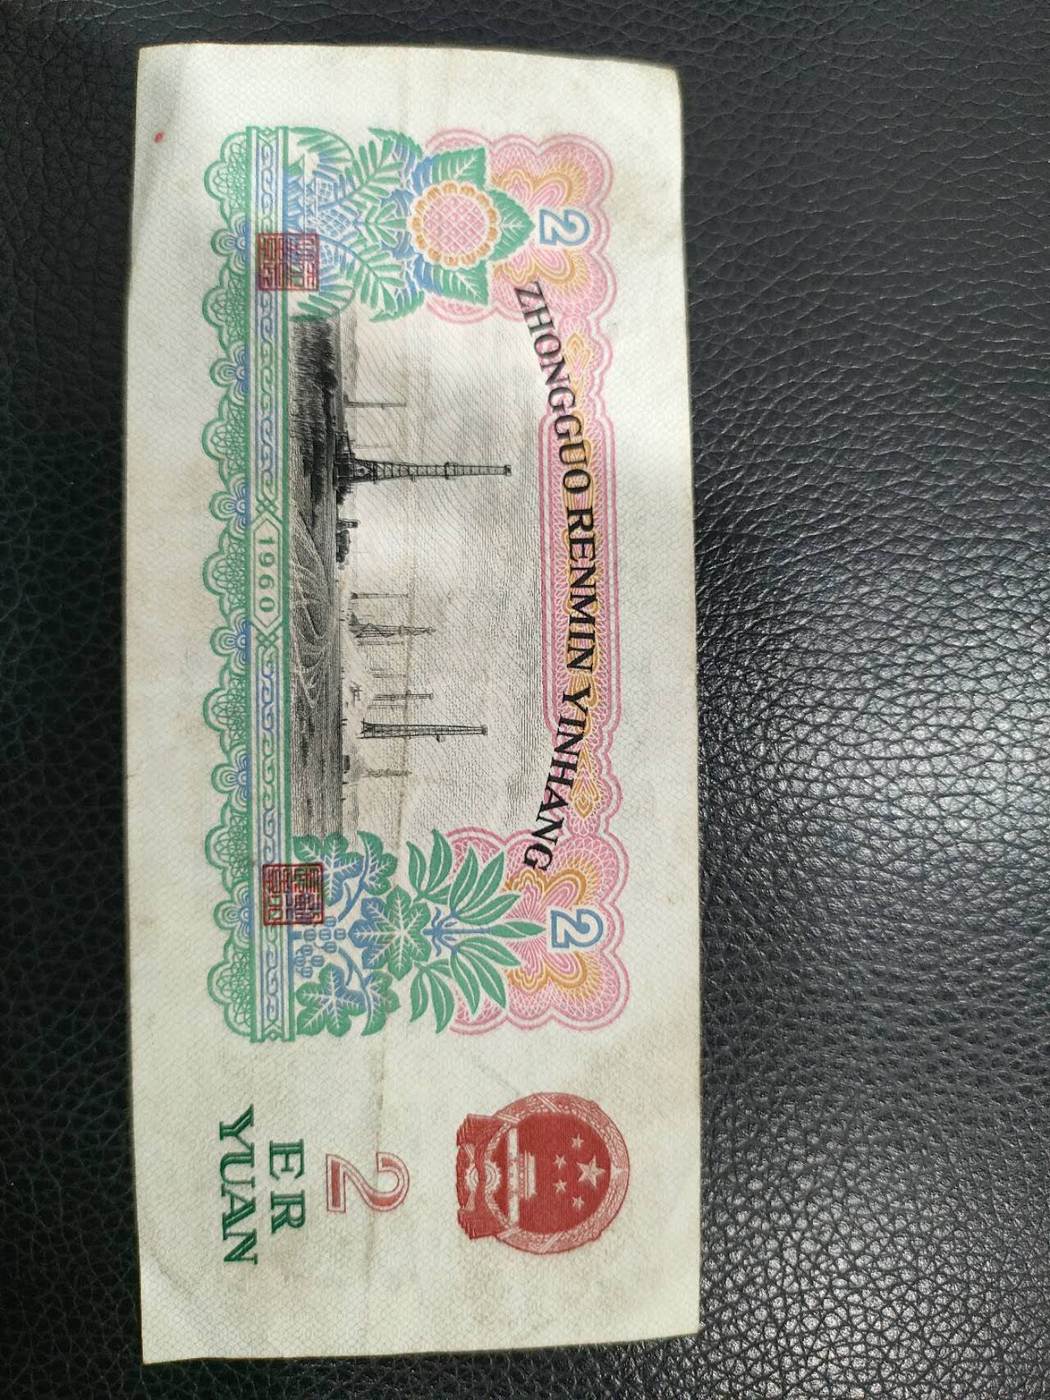 ZHONGGUO RENMIN YINHANG
2
2
1960
2
ER
YUAN